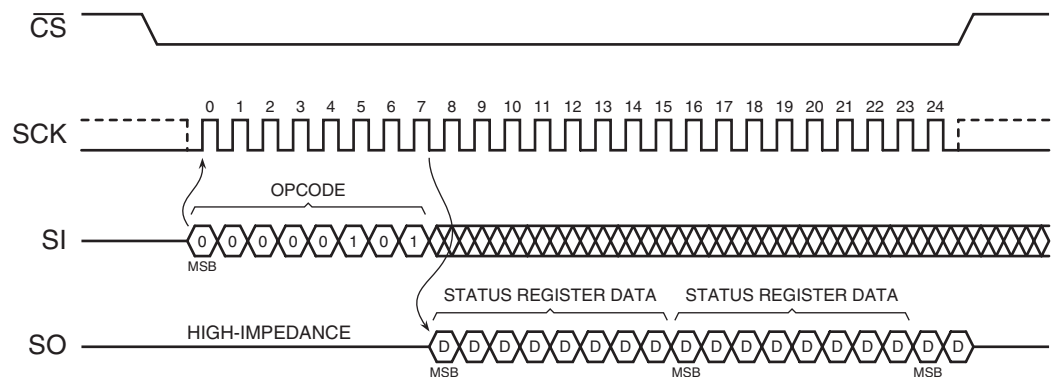 CS
0 1 2 3 4 5 6 7 8 9 10 11 12 13 14 15 16 17 18 19 20 21 22 23 24
SCK
OPCODE
SI 0 0 0 0 0 1 0 1
MSB
STATUS REGISTER DATA STATUS REGISTER DATA
HIGH-IMPEDANCE
SO D D D D D D D D D D D D D D D D D D
MSB MSB MSB